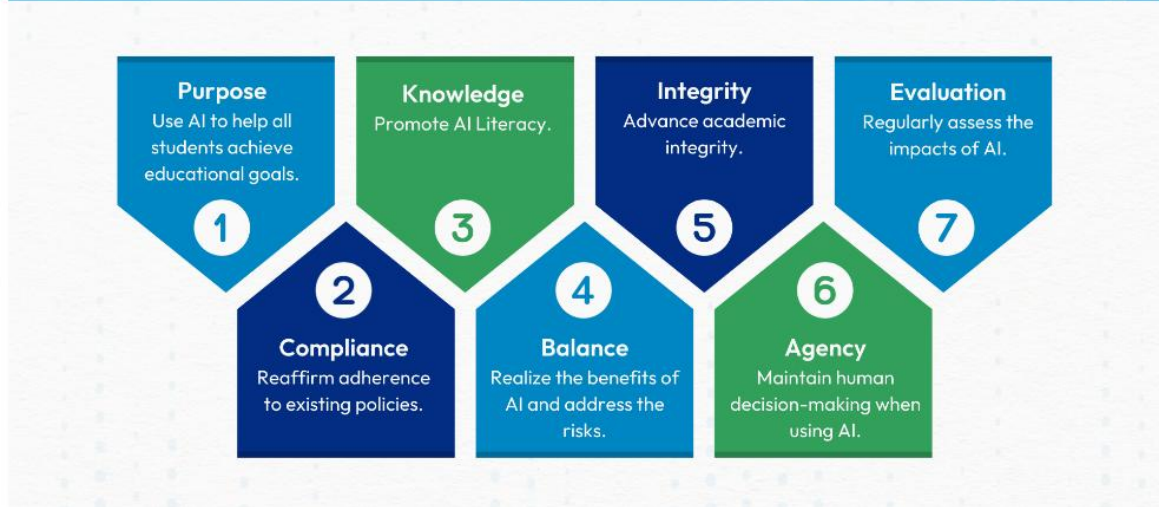 Purpose
Use AI to help all
students achieve
educational goals.
1
2
Compliance
Reaffirm adherence
to existing policies.
Knowledge
Promote AI Literacy.
3
4
Balance
Realize the benefits of
AI and address the
risks.
Integrity
Advance academic
integrity.
5
6
Agency
Maintain human
decision-making when
using AI.
Evaluation
Regularly assess the
impacts of AI.
7